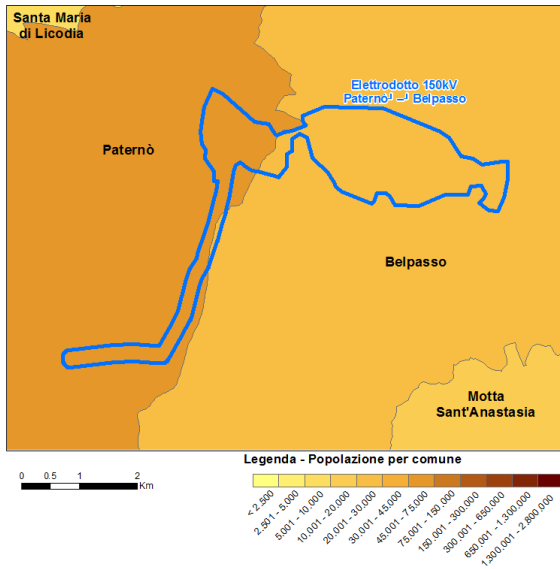 Santa Maria
di Licodia
Elettrodotto 150kV
Paternò┘ –┘ Belpasso
Paternò
Belpasso
Motta
Sant'Anastasia
Legenda - Popolazione per comune
0 0.5 1 2
Km
< 2.500
2.501 - 5.000
5.001 - 10.000
10.001 - 20.000
20.001 - 30.000
30.001 - 45.000
45.001 - 75.000
75.001 - 150.000
150.001 - 300.000
300.001 - 650.000
650.001 - 1.300.000
1.300.001 - 2.800.000